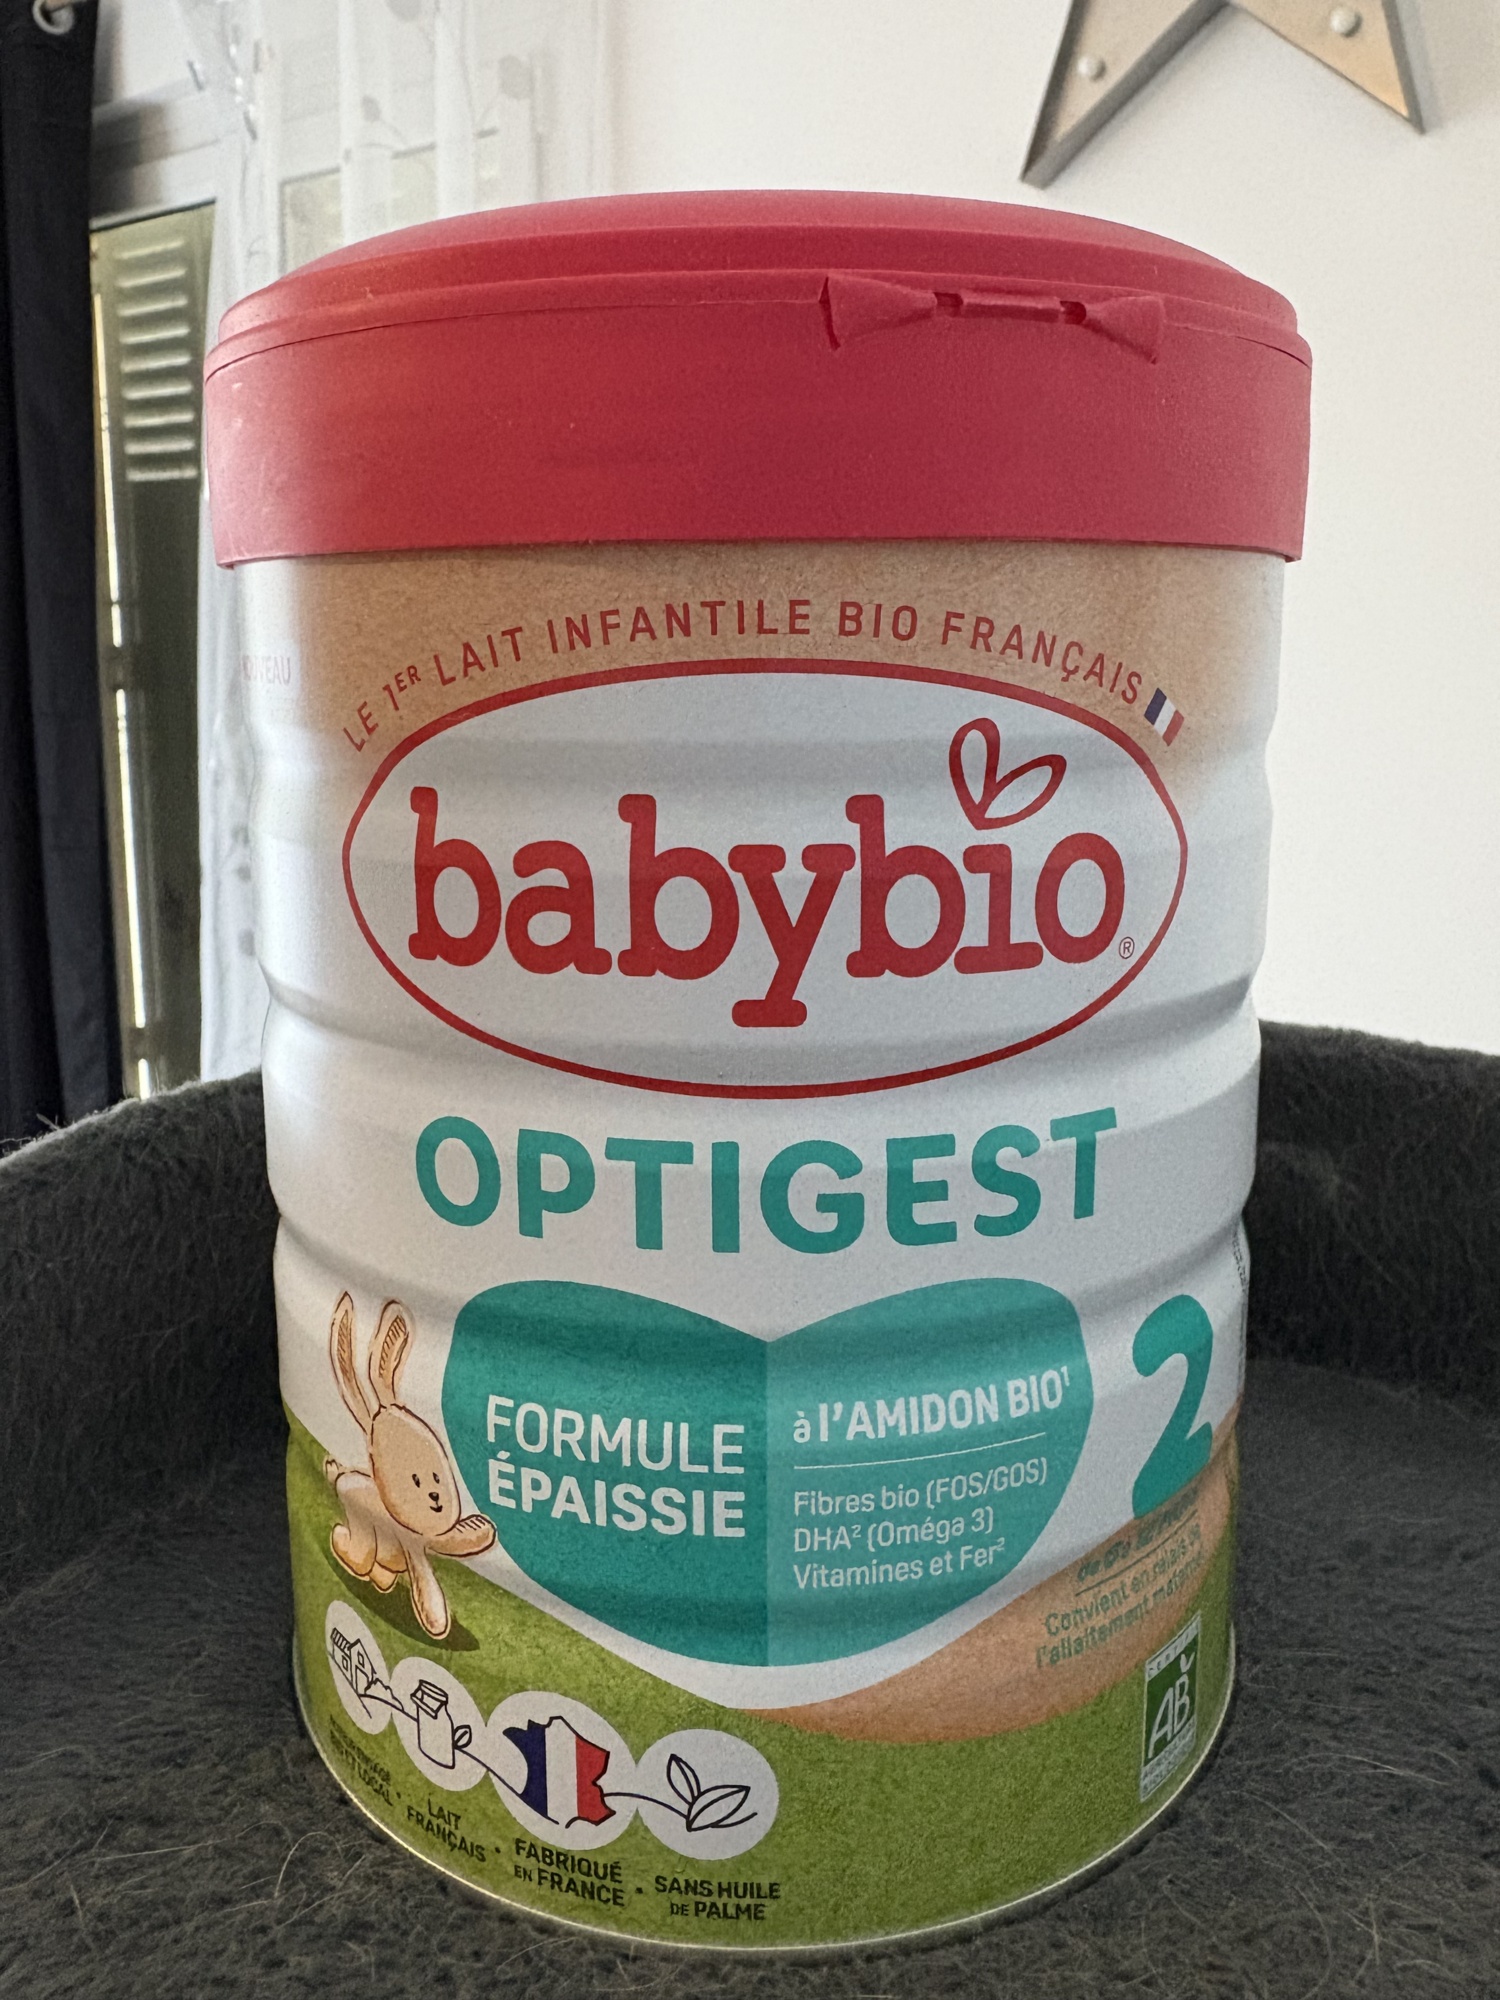 LE 1ER LAIT INFANTILE BIO FRANÇAIS
babybio®
OPTIGEST
FORMULE
ÉPAISSIE
à l'AMIDON BIO¹
Fibres bio (FOS/GOS)
DHA² (Oméga 3)
Vitamines et Fer²
2
Convient en relais de
l'allaitement maternel
AB
LAIT
FRANÇAIS
FABRIQUÉ
EN FRANCE
SANS HUILE
DE PALME